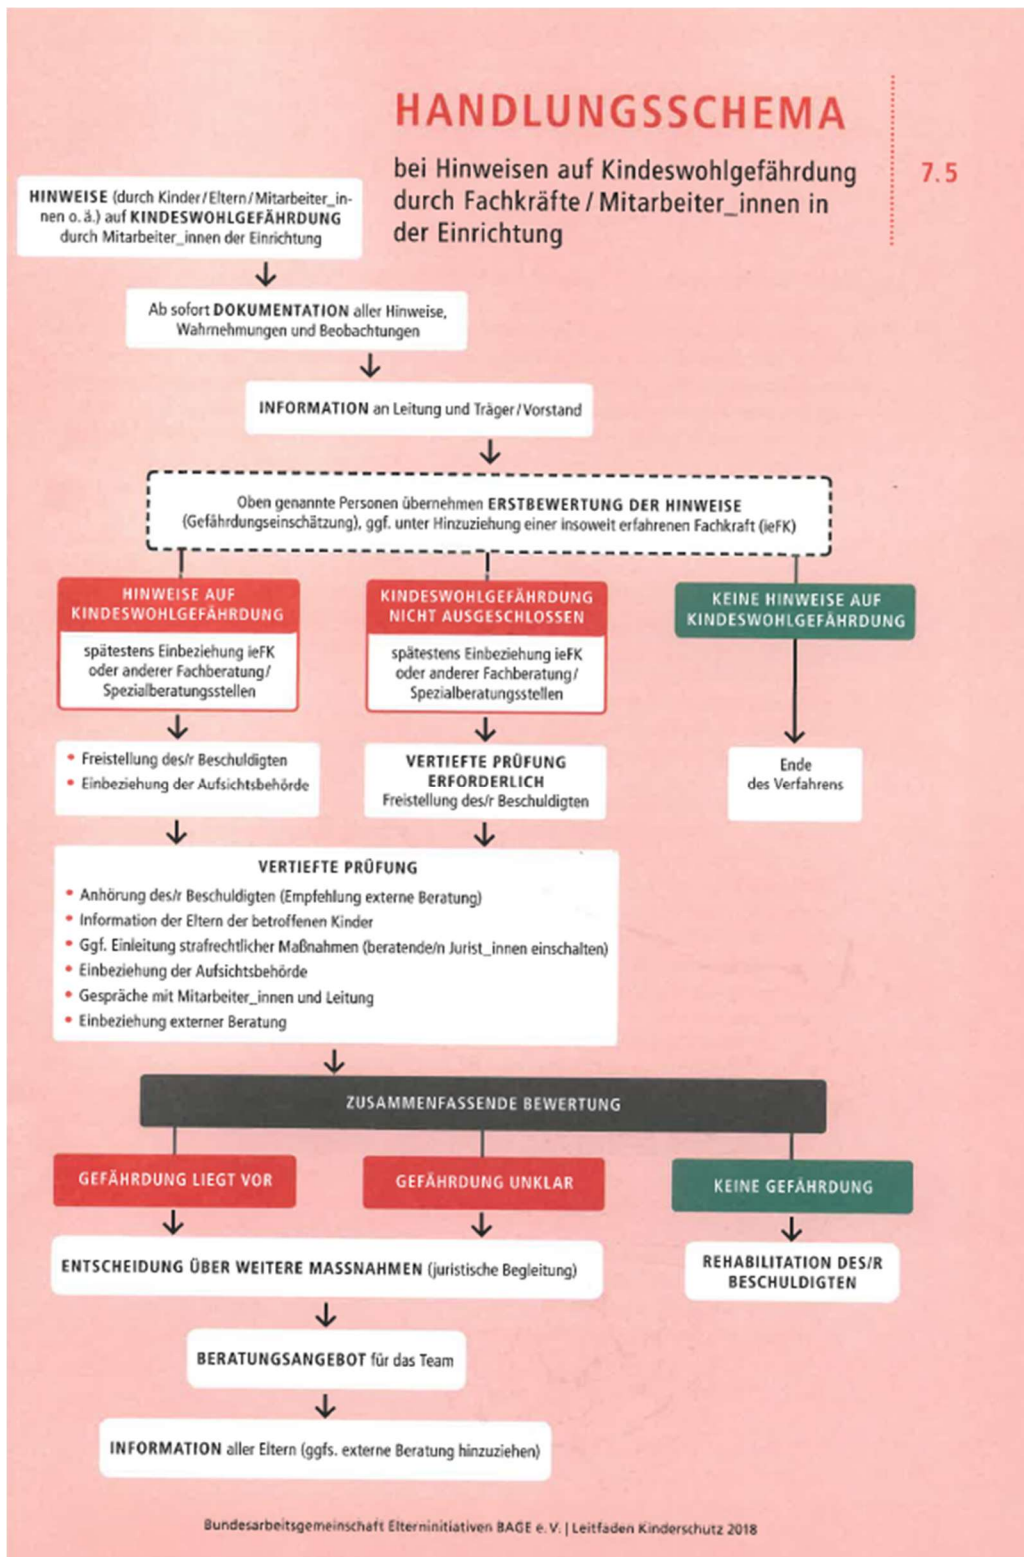 HANDLUNGSSCHEMA
bei Hinweisen auf Kindeswohlgefährdung
durch Fachkräfte / Mitarbeiter_innen in
der Einrichtung
7.5
HINWEISE (durch Kinder/Eltern/Mitarbeiter_in-
nen o.ä.) auf KINDESWOHLGEFÄHRDUNG
durch Mitarbeiter_innen der Einrichtung
Ab sofort DOKUMENTATION aller Hinweise,
Wahrnehmungen und Beobachtungen
INFORMATION an Leitung und Träger/Vorstand
Oben genannte Personen übernehmen ERSTBEWERTUNG DER HINWEISE
(Gefährdungseinschätzung), ggf. unter Hinzuziehung einer insoweit erfahrenen Fachkraft (ieFK)
HINWEISE AUF
KINDESWOHLGEFÄHRDUNG
spätestens Einbeziehung ieFK
oder anderer Fachberatung/
Spezialberatungsstellen
KINDESWOHLGEFÄHRDUNG
NICHT AUSGESCHLOSSEN
spätestens Einbeziehung ieFK
oder anderer Fachberatung/
Spezialberatungsstellen
KEINE HINWEISE AUF
KINDESWOHLGEFÄHRDUNG
• Freistellung des/r Beschuldigten
• Einbeziehung der Aufsichtsbehörde
VERTIEFTE PRÜFUNG
ERFORDERLICH
Freistellung des/r Beschuldigten
Ende
des Verfahrens
VERTIEFTE PRÜFUNG
• Anhörung des/r Beschuldigten (Empfehlung externe Beratung)
• Information der Eltern der betroffenen Kinder
• Ggf. Einleitung strafrechtlicher Maßnahmen (beratende/n Jurist_innen einschalten)
• Einbeziehung der Aufsichtsbehörde
• Gespräche mit Mitarbeiter_innen und Leitung
• Einbeziehung externer Beratung
ZUSAMMENFASSENDE BEWERTUNG
GEFÄHRDUNG LIEGT VOR
GEFÄHRDUNG UNKLAR
KEINE GEFÄHRDUNG
ENTSCHEIDUNG ÜBER WEITERE MASSNAHMEN (juristische Begleitung)
REHABILITATION DES/R
BESCHULDIGTEN
BERATUNGSANGEBOT für das Team
INFORMATION aller Eltern (ggfs. externe Beratung hinzuziehen)
Bundesarbeitsgemeinschaft Elterninitiativen BAGE e. V. | Leitfaden Kinderschutz 2018